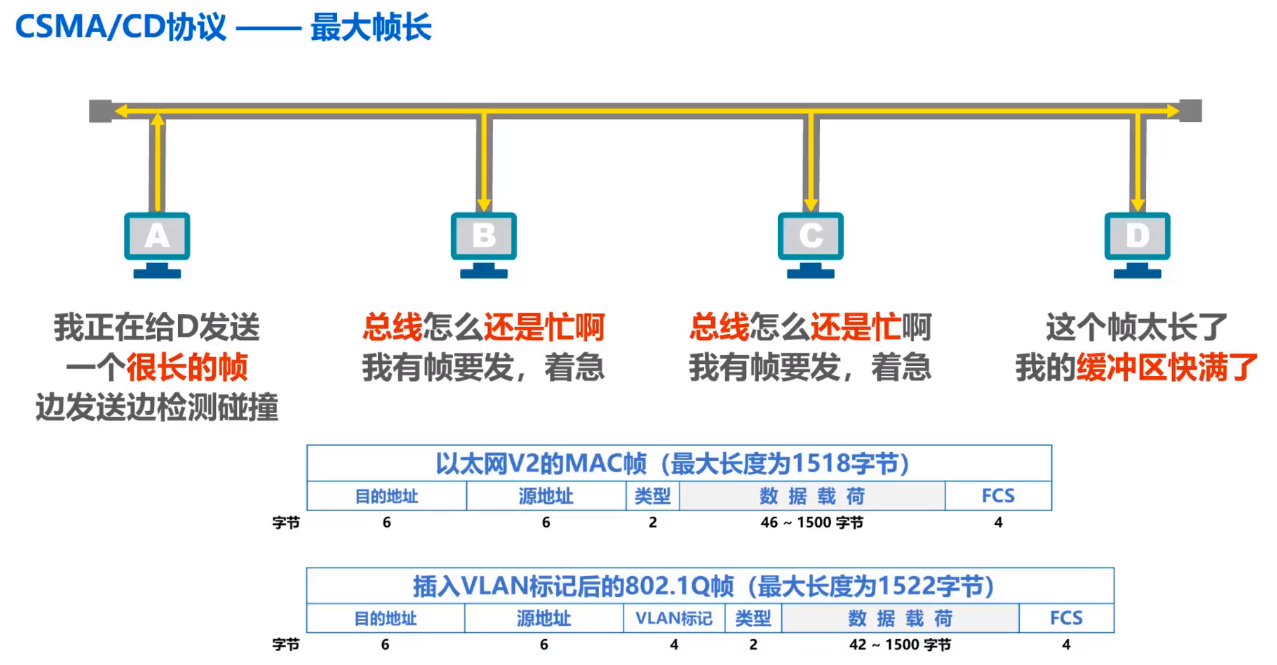 CSMA/CD协议 —— 最大帧长
A
B
C
D
我正在给D发送
一个很长的帧
边发送边检测碰撞
总线怎么还是忙啊
我有帧要发，着急
总线怎么还是忙啊
我有帧要发，着急
这个帧太长了
我的缓冲区快满了
以太网V2的MAC帧（最大长度为1518字节）
目的地址 源地址 类型 数 据 载 荷 FCS
字节 6 6 2 46 ~ 1500 字节 4
插入VLAN标记后的802.1Q帧（最大长度为1522字节）
目的地址 源地址 VLAN标记 类型 数 据 载 荷 FCS
字节 6 6 4 2 42 ~ 1500 字节 4